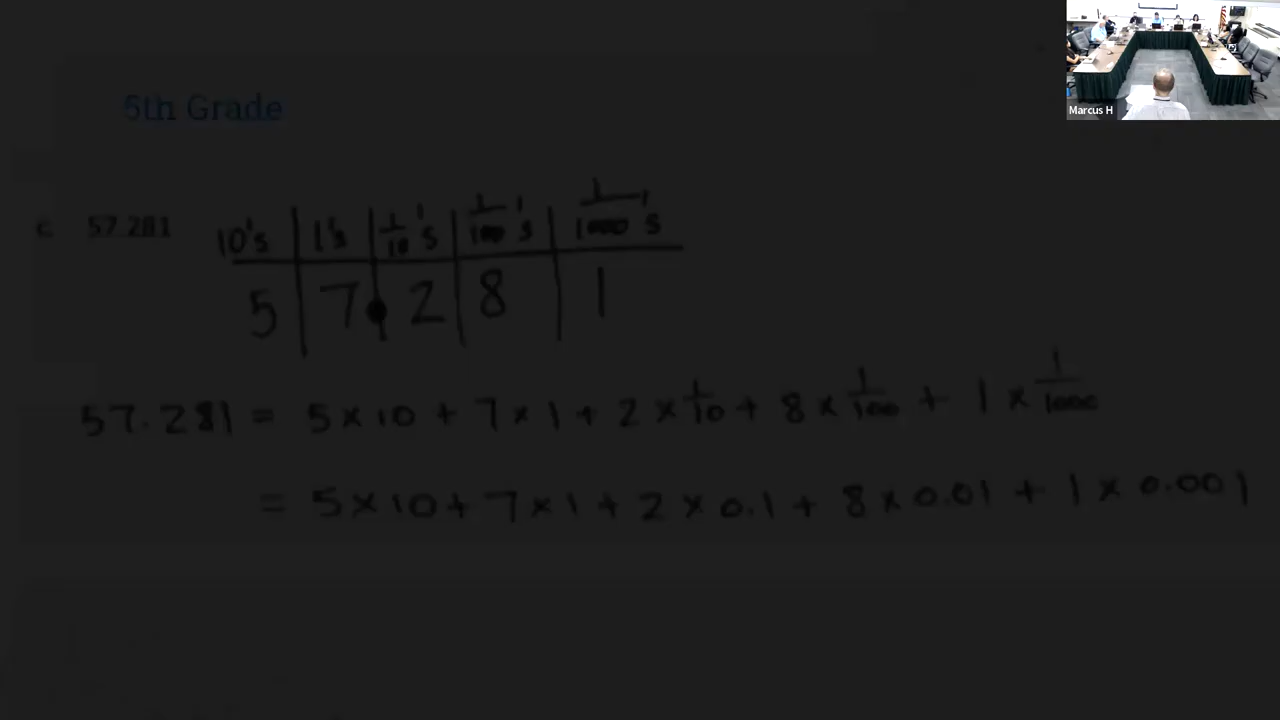 5th Grade
Marcus H
c. 57.281
10's 1's 1/10's 1/100's 1/1000's
5 7 . 2 8 1
57.281 = 5 × 10 + 7 × 1 + 2 × 1/10 + 8 × 1/100 + 1 × 1/1000
= 5 × 10 + 7 × 1 + 2 × 0.1 + 8 × 0.01 + 1 × 0.001